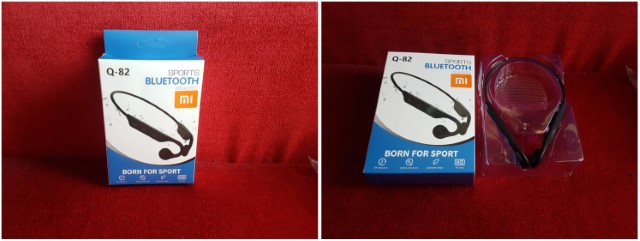 Q-82
SPORTS
BLUETOOTH
mi
BORN FOR SPORT
Q-82
SPORTS
BLUETOOTH
mi
BORN FOR SPORT